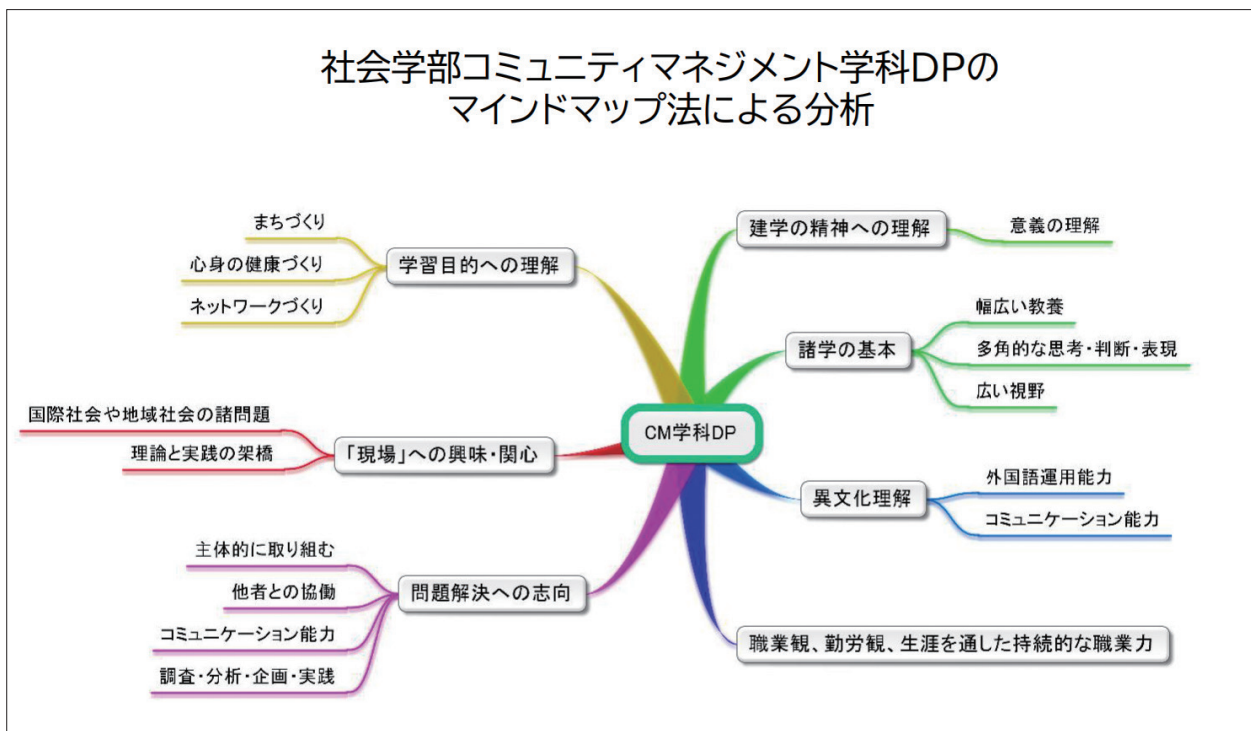 社会学部コミュニティマネジメント学科DPの
マインドマップ法による分析
まちづくり
心身の健康づくり
ネットワークづくり
学習目的への理解
国際社会や地域社会の諸問題
理論と実践の架橋
「現場」への興味・関心
主体的に取り組む
他者との協働
コミュニケーション能力
調査・分析・企画・実践
問題解決への志向
CM学科DP
建学の精神への理解
意義の理解
諸学の基本
幅広い教養
多角的な思考・判断・表現
広い視野
異文化理解
外国語運用能力
コミュニケーション能力
職業観、勤労観、生涯を通した持続的な職業力